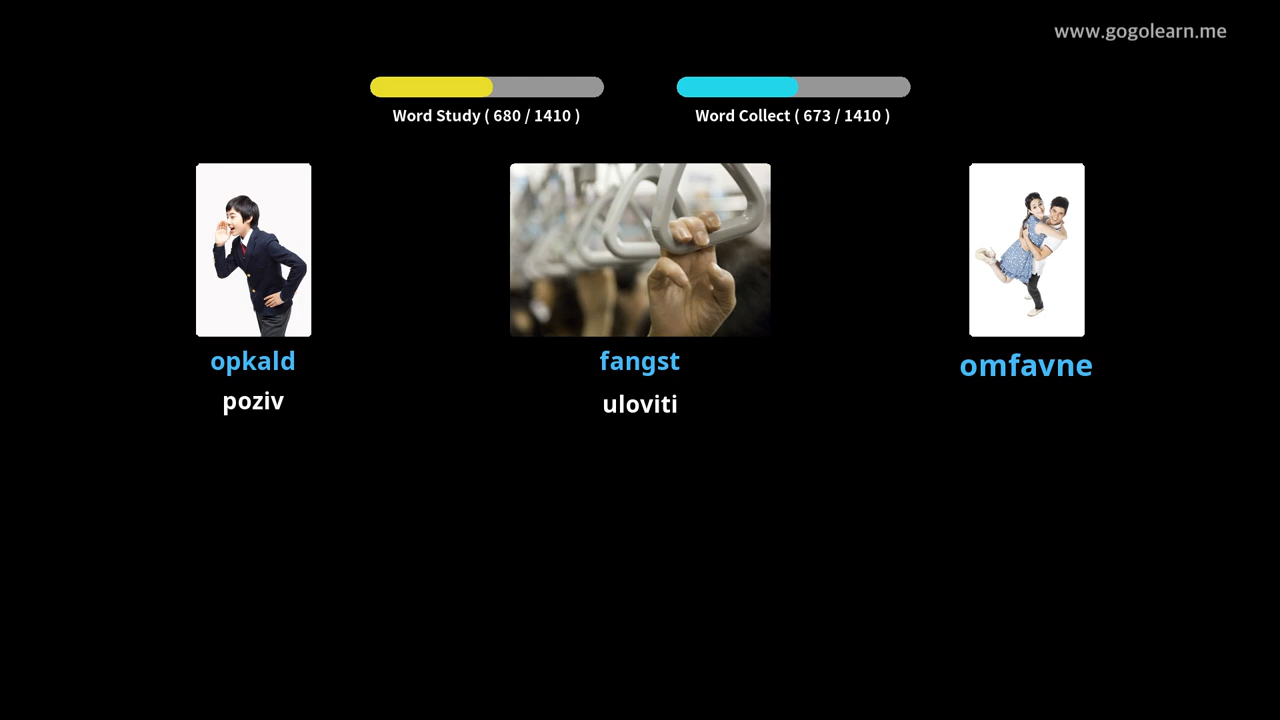 www.gogolearn.me
Word Study ( 680 / 1410 )
Word Collect ( 673 / 1410 )
opkald
fangst
omfavne
poziv
uloviti